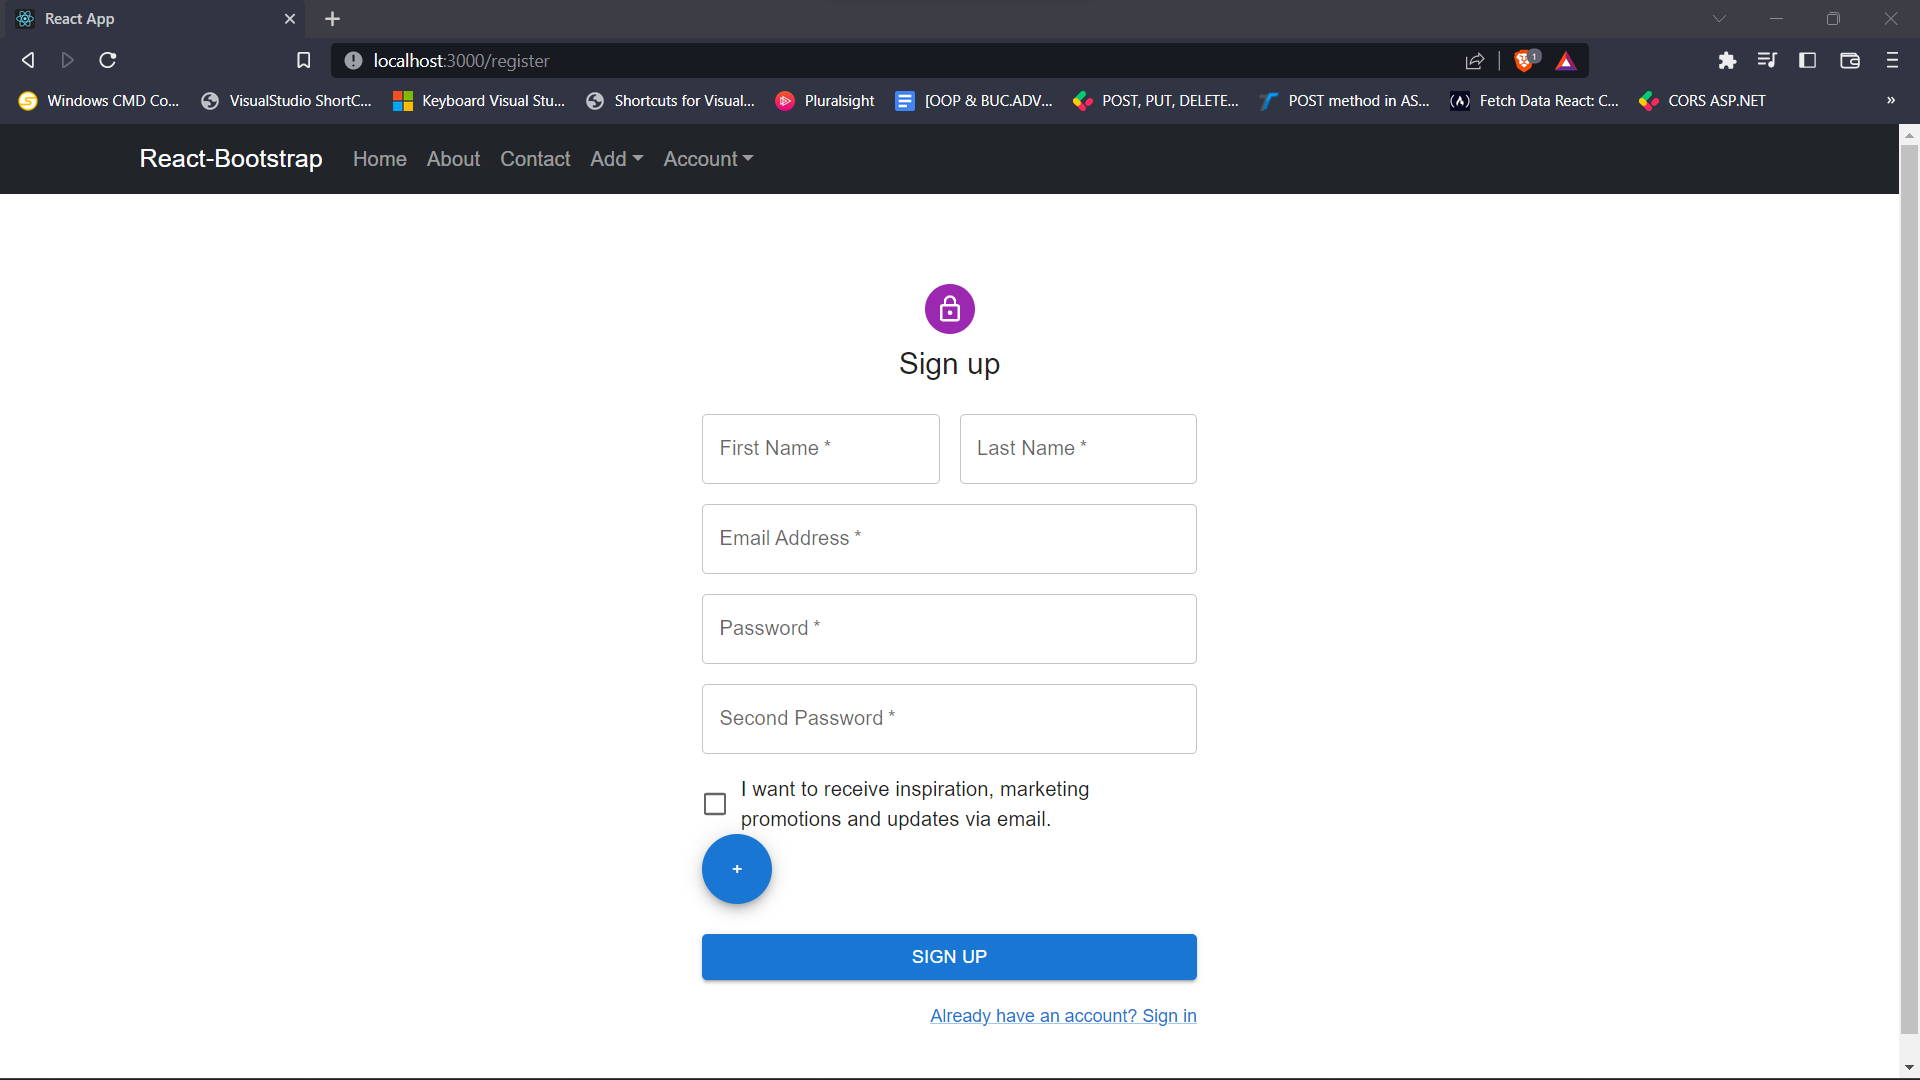 React App
localhost:3000/register
1
Windows CMD Co...
VisualStudio ShortC...
Keyboard Visual Stu...
Shortcuts for Visual...
Pluralsight
[OOP & BUC.ADV...
POST, PUT, DELETE...
POST method in AS...
Fetch Data React: C...
CORS ASP.NET
»
React-Bootstrap
Home
About
Contact
Add
Account
Sign up
First Name *
Last Name *
Email Address *
Password *
Second Password *
I want to receive inspiration, marketing
promotions and updates via email.
+
SIGN UP
Already have an account? Sign in